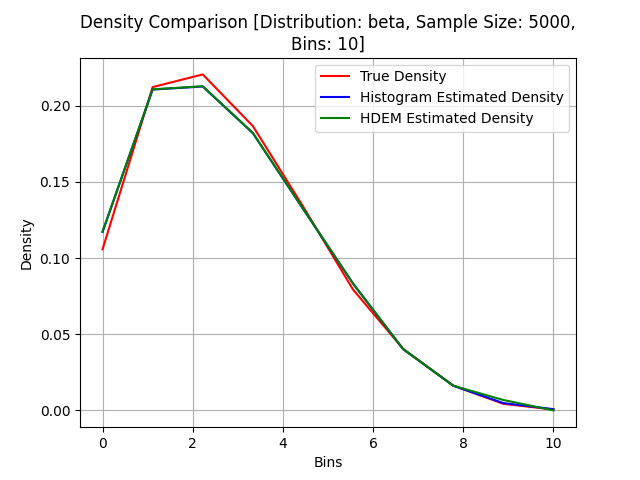 Density Comparison [Distribution: beta, Sample Size: 5000,
Bins: 10]
True Density
Histogram Estimated Density
HDEM Estimated Density
Density
0.20
0.15
0.10
0.05
0.00
0 2 4 6 8 10
Bins